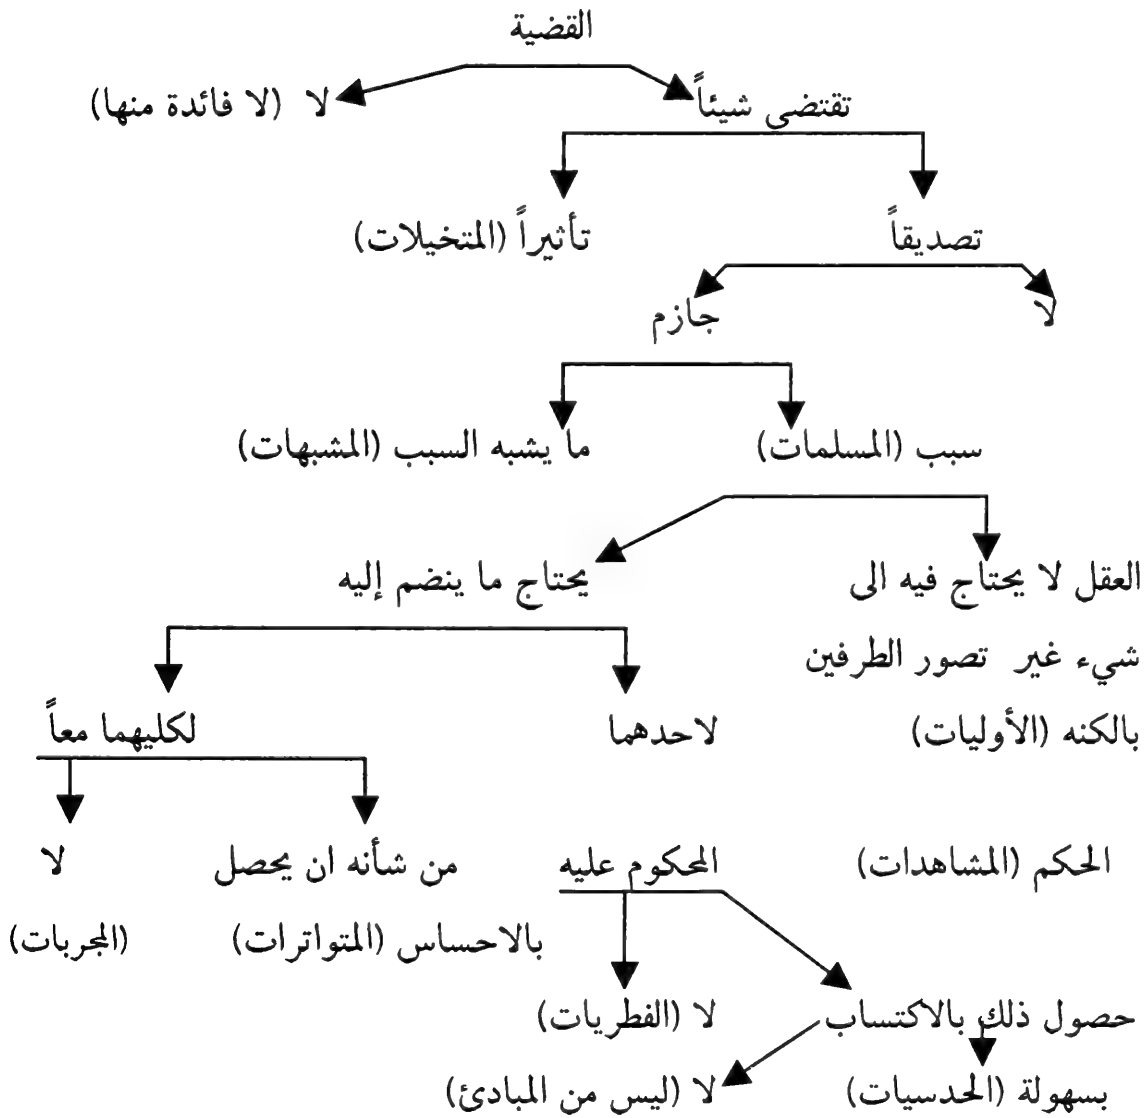 القضية
تقتضي شيئاً لا (لا فائدة منها)
تصديقاً تأثيراً (المتخيلات)
لا جازم
سبب (المسلمات) ما يشبه السبب (المشبهات)
العقل لا يحتاج فيه الى يحتاج ما ينضم إليه
شيء غير تصور الطرفين
بالكنه (الأوليات) لاحدهما لكليهما معاً
الحكم (المشاهدات) المحكوم عليه من شأنه ان يحصل لا
بالاحساس (المتواترات) (المجربات)
حصول ذلك بالاكتساب لا (الفطريات)
بسهولة (الحدسيات) لا (ليس من المبادئ)